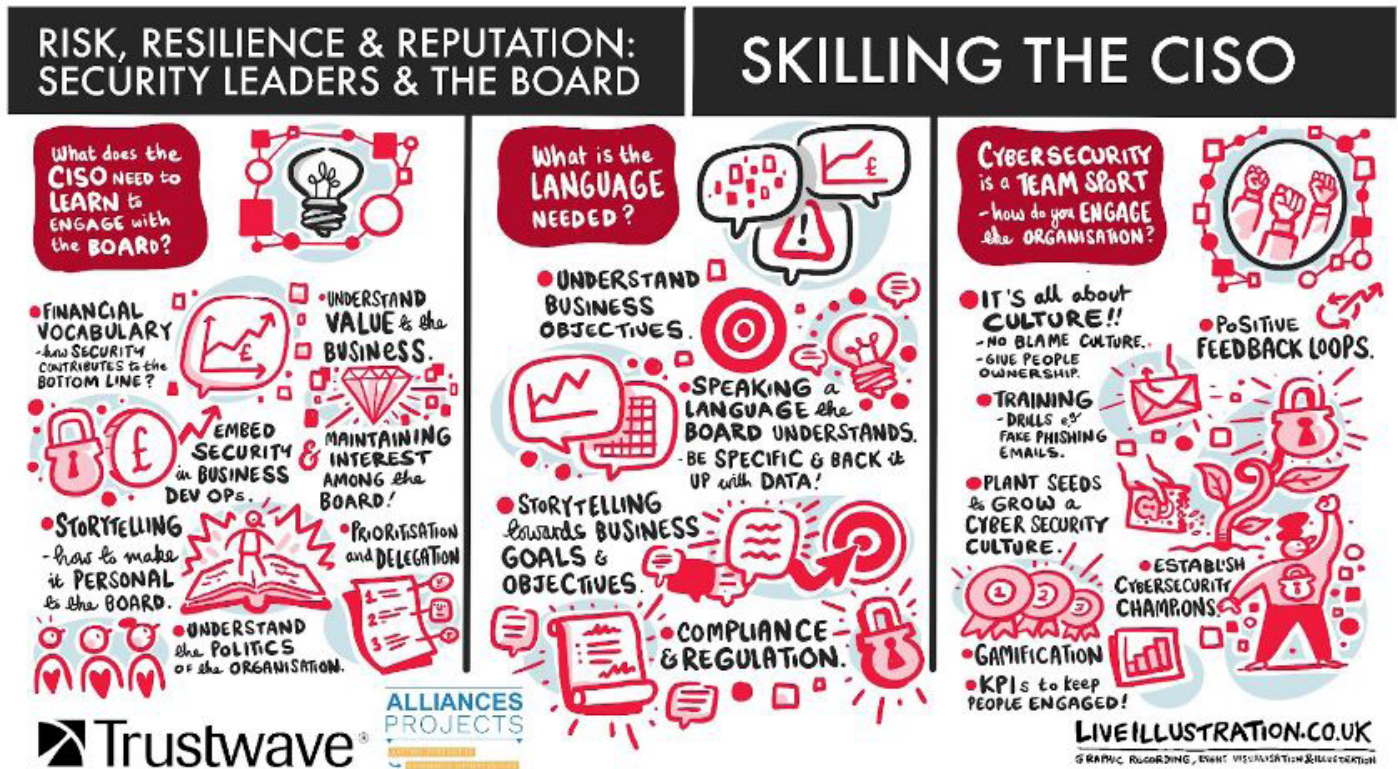 RISK, RESILIENCE & REPUTATION:
SECURITY LEADERS & THE BOARD
SKILLING THE CISO
What does the
CISO NEED to
LEARN to
ENGAGE with
the BOARD?
• FINANCIAL
VOCABULARY
- how SECURITY
CONTRIBUTES to the
BOTTOM LINE?
£
• UNDERSTAND
VALUE to the
BUSINESS.
£
EMBED
SECURITY
in BUSINESS
DEV OPs.
& MAINTAINING
INTEREST
AMONG the
BOARD!
• STORYTELLING
- how to make
it PERSONAL
to the BOARD.
• PRIORITISATION
and DELEGATION
1
2
3
• UNDERSTAND
the POLITICS
OF the ORGANISATION.
What is the
LANGUAGE
NEEDED?
£
!
• UNDERSTAND
BUSINESS
OBJECTIVES.
• SPEAKING a
LANGUAGE the
BOARD UNDERSTANDS.
- BE SPECIFIC & BACK it
UP with DATA!
• STORYTELLING
towards BUSINESS
GOALS &
OBJECTIVES.
• COMPLIANCE
& REGULATION.
CYBERSECURITY
is a TEAM SPORT
- how do you ENGAGE
the ORGANISATION?
• IT'S all about
CULTURE!!
- NO BLAME CULTURE.
- GIVE PEOPLE
OWNERSHIP.
• POSITIVE
FEEDBACK LOOPS.
• TRAINING
- DRILLS eg
FAKE PHISHING
EMAILS.
• PLANT SEEDS
to GROW a
CYBER SECURITY
CULTURE.
• ESTABLISH
CYBERSECURITY
CHAMPIONS
1
2
3
• GAMIFICATION
• KPIs to keep
PEOPLE ENGAGED!
Trustwave®
ALLIANCES
PROJECTS
LIVEILLUSTRATION.CO.UK
GRAPHIC RECORDING, EVENT VISUALISATION & ILLUSTRATION